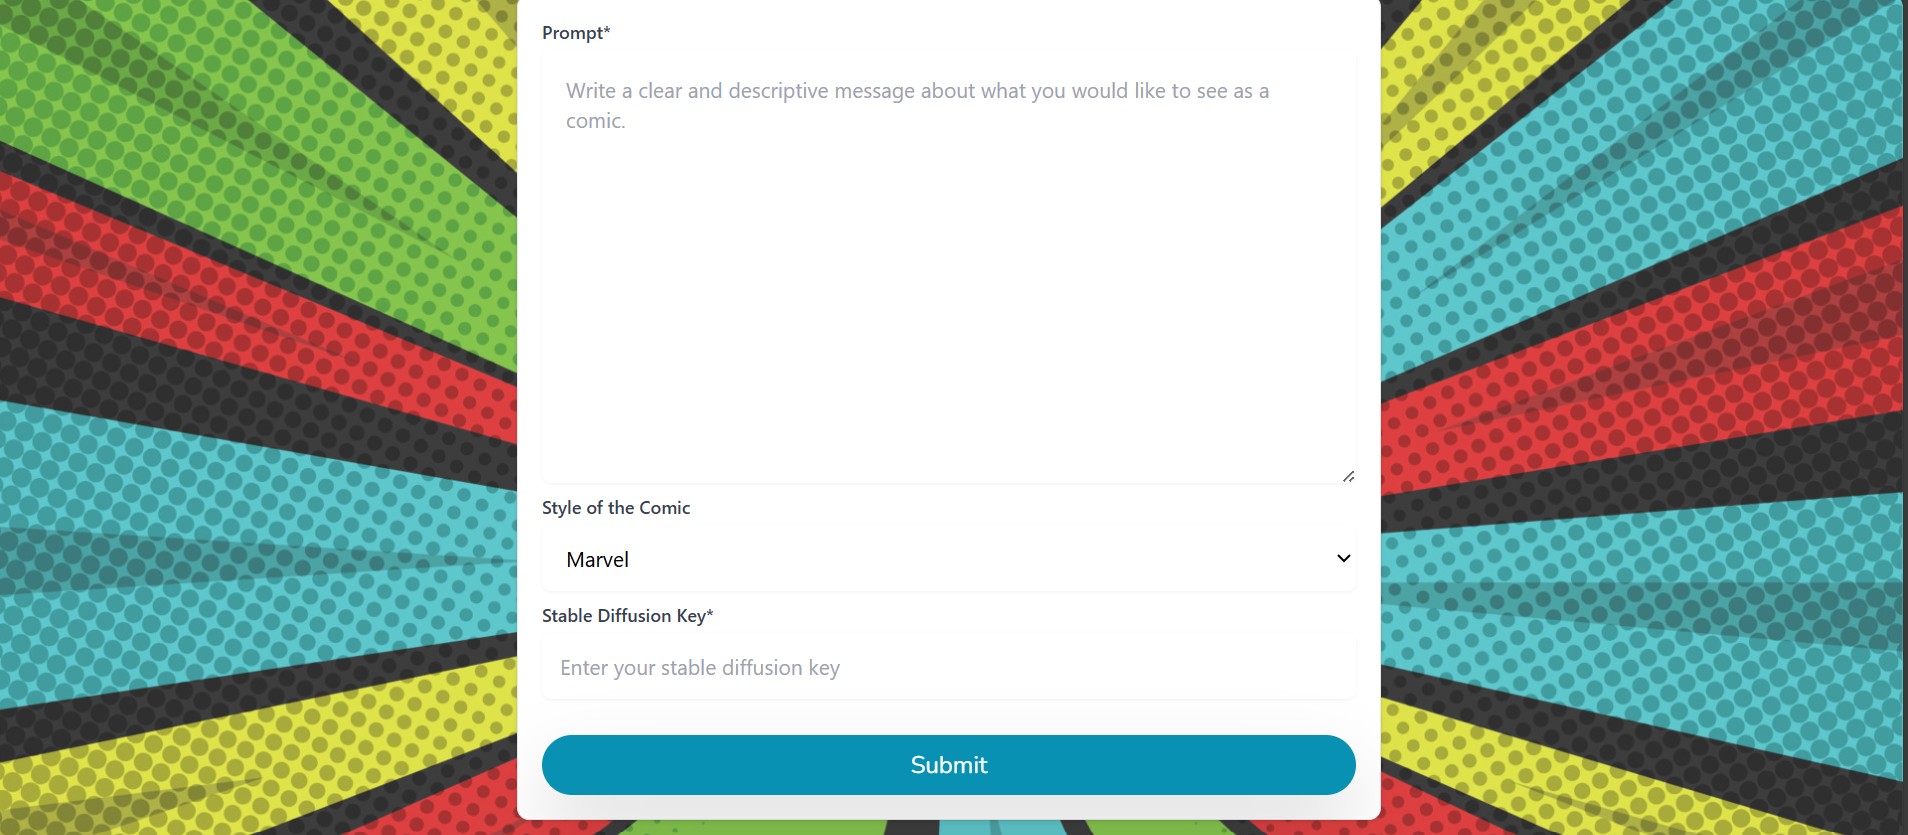 Prompt*
Write a clear and descriptive message about what you would like to see as a
comic.
Style of the Comic
Marvel
Stable Diffusion Key*
Enter your stable diffusion key
Submit